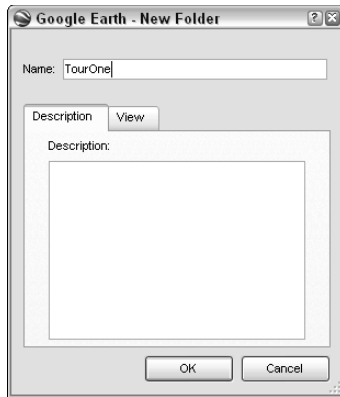 Google Earth - New Folder
Name: TourOne
Description View
Description:
OK Cancel